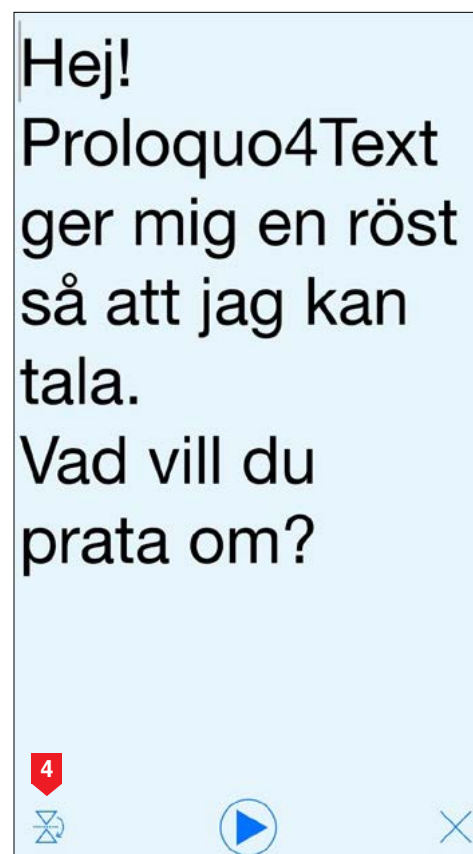 Hej!
Proloquo4Text
ger mig en röst
så att jag kan
tala.
Vad vill du
prata om?
4